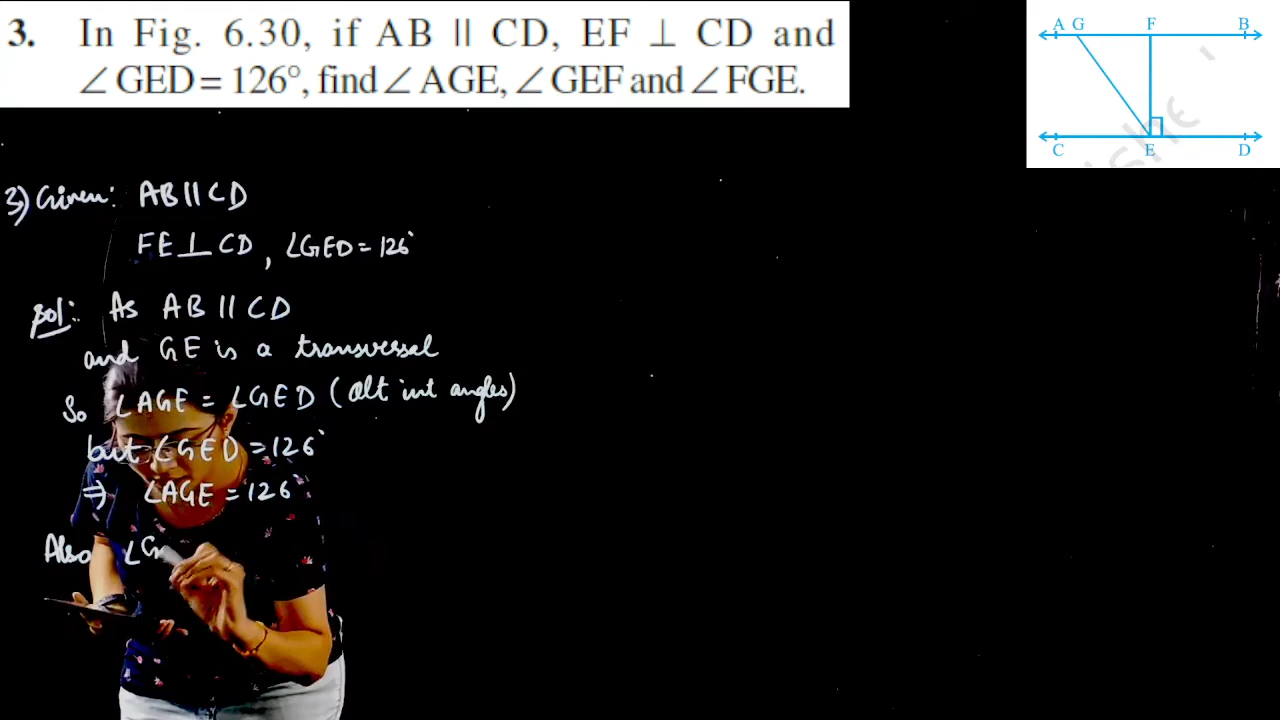 3. In Fig. 6.30, if AB || CD, EF ⊥ CD and
∠GED = 126°, find ∠AGE, ∠GEF and ∠FGE.
A G F B
C E D
3) Given: AB || CD
FE ⊥ CD, ∠GED = 126°
Sol: As AB || CD
and GE is a transversal
So ∠AGE = ∠GED (alt int angles)
but ∠GED = 126°
⇒ ∠AGE = 126°
Also ∠G